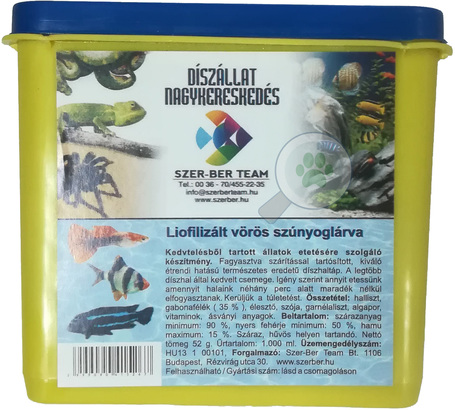 DÍSZÁLLAT
NAGYKERESKEDÉS
SZER-BER TEAM
Tel.: 00 36 - 70/455-22-35
info@szerberteam.hu
www.szerber.hu
Liofilizált vörös szúnyoglárva
Kedvtelésből tartott állatok etetésére szolgáló
készítmény. Fagyasztva szárítással tartósított, kiváló
étrendi hatású természetes eredetű díszhaltáp. A legtöbb
díszhal által kedvelt csemege. Igény szerint annyit etessünk
amennyit halaink néhány perc alatt maradék nélkül
elfogyasztanak. Kerüljük a túletetést. Összetétel: halliszt,
gabonafélék ( 35 % ), élesztő, szója, garnélaliszt, algapor,
vitaminok, ásványi anyagok. Beltartalom: szárazanyag
minimum: 90 %, nyers fehérje minimum: 50 %, hamu
maximum: 15 %. Száraz, hűvös helyen tartandó. Nettó
tömeg 52 g. Űrtartalom: 1.000 ml. Üzemengedélyszám:
HU13 1 00101, Forgalmazó: Szer-Ber Team Bt. 1106
Budapest, Rézvirág utca 30. www.szerber.hu
Felhasználható / Gyártási szám: lásd a csomagoláson